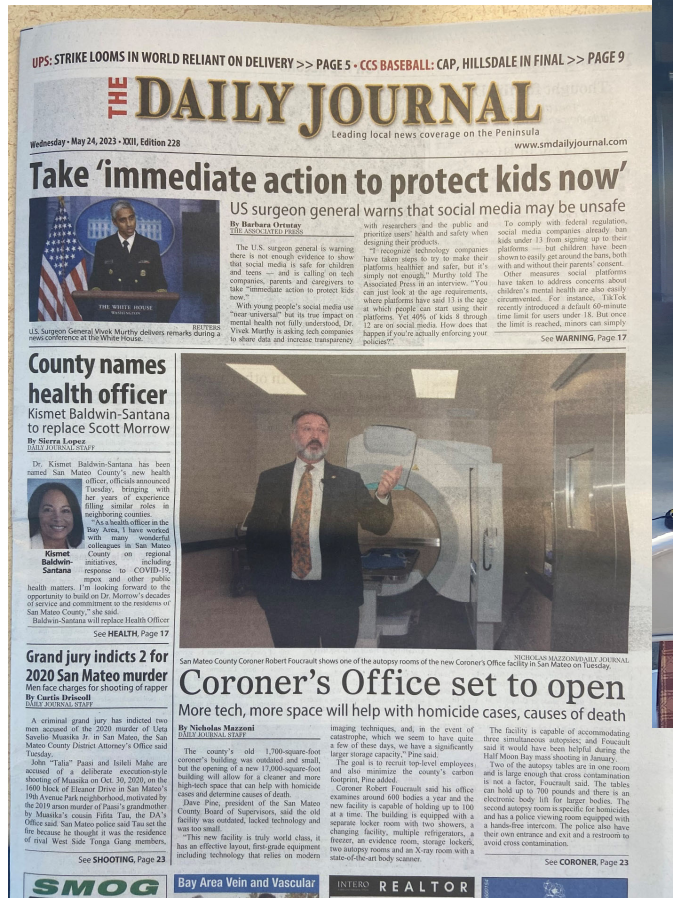 UPS: STRIKE LOOMS IN WORLD RELIANT ON DELIVERY >> PAGE 5 • CCS BASEBALL: CAP, HILLSDALE IN FINAL >> PAGE 9
THE DAILY JOURNAL
Leading local news coverage on the Peninsula
Wednesday • May 24, 2023 • XXII, Edition 228
www.smdailyjournal.com
Take 'immediate action to protect kids now'
US surgeon general warns that social media may be unsafe
THE WHITE HOUSE
WASHINGTON
REUTERS
U.S. Surgeon General Vivek Murthy delivers remarks during a
news conference at the White House.
By Barbara Ortutay
THE ASSOCIATED PRESS
The U.S. surgeon general is warning
there is not enough evidence to show
that social media is safe for children
and teens — and is calling on tech
companies, parents and caregivers to
take "immediate action to protect kids
now."
With young people's social media use
"near universal" but its true impact on
mental health not fully understood, Dr.
Vivek Murthy is asking tech companies
to share data and increase transparency
with researchers and the public and
prioritize users' health and safety when
designing their products.
"I recognize technology companies
have taken steps to try to make their
platforms healthier and safer, but it's
simply not enough," Murthy told The
Associated Press in an interview. "You
can just look at the age requirements,
where platforms have said 13 is the age
at which people can start using their
platforms. Yet 40% of kids 8 through
12 are on social media. How does that
happen if you're actually enforcing your
policies?"
To comply with federal regulation,
social media companies already ban
kids under 13 from signing up to their
platforms — but children have been
shown to easily get around the bans, both
with and without their parents' consent.
Other measures social platforms
have taken to address concerns about
children's mental health are also easily
circumvented. For instance, TikTok
recently introduced a default 60-minute
time limit for users under 18. But once
the limit is reached, minors can simply
See WARNING, Page 17
County names
health officer
Kismet Baldwin-Santana
to replace Scott Morrow
By Sierra Lopez
DAILY JOURNAL STAFF
Dr. Kismet Baldwin-Santana has been
named San Mateo County's new health
officer, officials announced
Tuesday, bringing with
her years of experience
filling similar roles in
neighboring counties.
"As a health officer in the
Bay Area, I have worked
with many wonderful
colleagues in San Mateo
County on regional
initiatives, including
response to COVID-19,
mpox and other public
Kismet
Baldwin-
Santana
health matters. I'm looking forward to the
opportunity to build on Dr. Morrow's decades
of service and commitment to the residents of
San Mateo County," she said.
Baldwin-Santana will replace Health Officer
See HEALTH, Page 17
NICHOLAS MAZZONI/DAILY JOURNAL
San Mateo County Coroner Robert Foucrault shows one of the autopsy rooms of the new Coroner's Office facility in San Mateo on Tuesday.
Grand jury indicts 2 for
2020 San Mateo murder
Men face charges for shooting of rapper
By Curtis Driscoll
DAILY JOURNAL STAFF
A criminal grand jury has indicted two
men accused of the 2020 murder of Ueta
Savelio Muasika Jr. in San Mateo, the San
Mateo County District Attorney's Office said
Tuesday.
John "Talia" Paasi and Isileli Mahe are
accused of a deliberate execution-style
shooting of Muasika on Oct. 30, 2020, on the
1600 block of Eleanor Drive in San Mateo's
19th Avenue Park neighborhood, motivated by
the 2019 arson murder of Paasi's grandmother
by Muasika's cousin Fifita Tau, the DA's
Office said. San Mateo police said Tau set the
fire because he thought it was the residence
of rival West Side Tonga Gang members,
See SHOOTING, Page 23
Coroner's Office set to open
More tech, more space will help with homicide cases, causes of death
By Nicholas Mazzoni
DAILY JOURNAL STAFF
The county's old 1,700-square-foot
coroner's building was outdated and small,
but the opening of a new 17,000-square-foot
building will allow for a cleaner and more
high-tech space that can help with homicide
cases and determine causes of death.
Dave Pine, president of the San Mateo
County Board of Supervisors, said the old
facility was outdated, lacked technology and
was too small.
"This new facility is truly world class, it
has an effective layout, first-grade equipment
including technology that relies on modern
imaging techniques and, in the event of
catastrophe, which we seem to have quite
a few of these days, we have a significantly
larger storage capacity," Pine said.
The goal is to recruit top-level employees
and also minimize the county's carbon
footprint, Pine added.
Coroner Robert Foucrault said his office
examines around 600 bodies a year and the
new facility is capable of holding up to 100
at a time. The building is equipped with a
separate locker room with two showers, a
changing facility, multiple refrigerators, a
freezer, an evidence room, storage lockers,
two autopsy rooms and an X-ray room with a
state-of-the-art body scanner.
The facility is capable of accommodating
three simultaneous autopsies; and Foucault
said it would have been helpful during the
Half Moon Bay mass shooting in January.
Two of the autopsy tables are in one room
and is large enough that cross contamination
is not a factor, Foucault said. The tables
can hold up to 700 pounds and there is an
electronic body lift for larger bodies. The
second autopsy room is specific for homicides
and has a police viewing room equipped with
a hands-free intercom. The police also have
their own entrance and exit and a restroom to
avoid cross contamination.
See CORONER, Page 23
SMOG
Bay Area Vein and Vascular
INTERO REALTOR